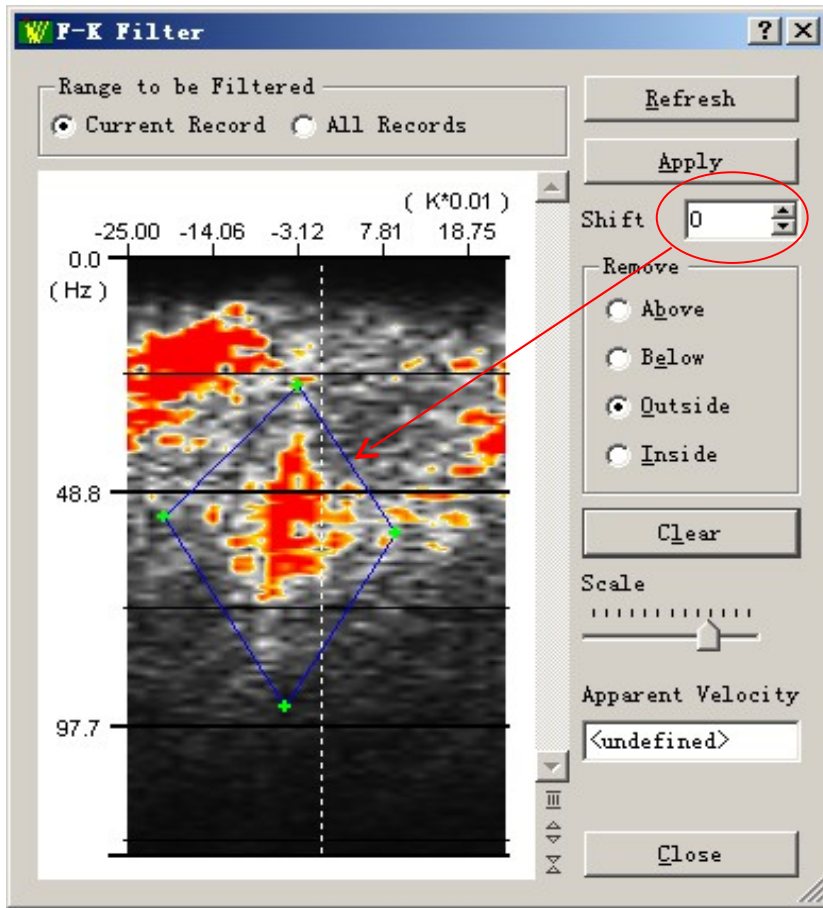 F-K Filter
Range to be Filtered
Current Record All Records
Refresh
Apply
Shift 0
( K*0.01 )
-25.00 -14.06 -3.12 7.81 18.75
0.0
( Hz )
48.8
97.7
Remove
Above
Below
Outside
Inside
Clear
Scale
Apparent Velocity
<undefined>
Close